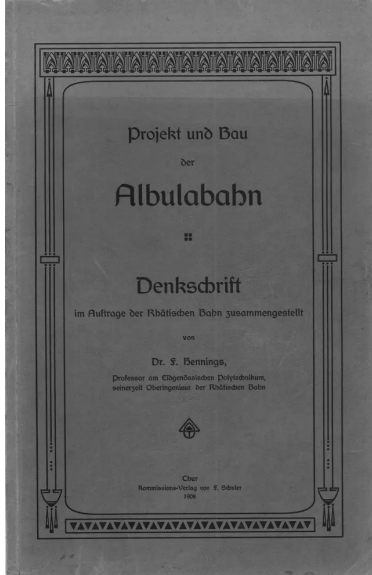 Projekt und Bau
der
Albulabahn
Denkschrift
im Auftrage der Rhätischen Bahn zusammengestellt
von
Dr. F. Hennings,
Professor am Eidgenössischen Polytechnikum,
seinerzeit Oberingenieur der Rhätischen Bahn
Chur
Kommissions-Verlag von F. Schuler
1908